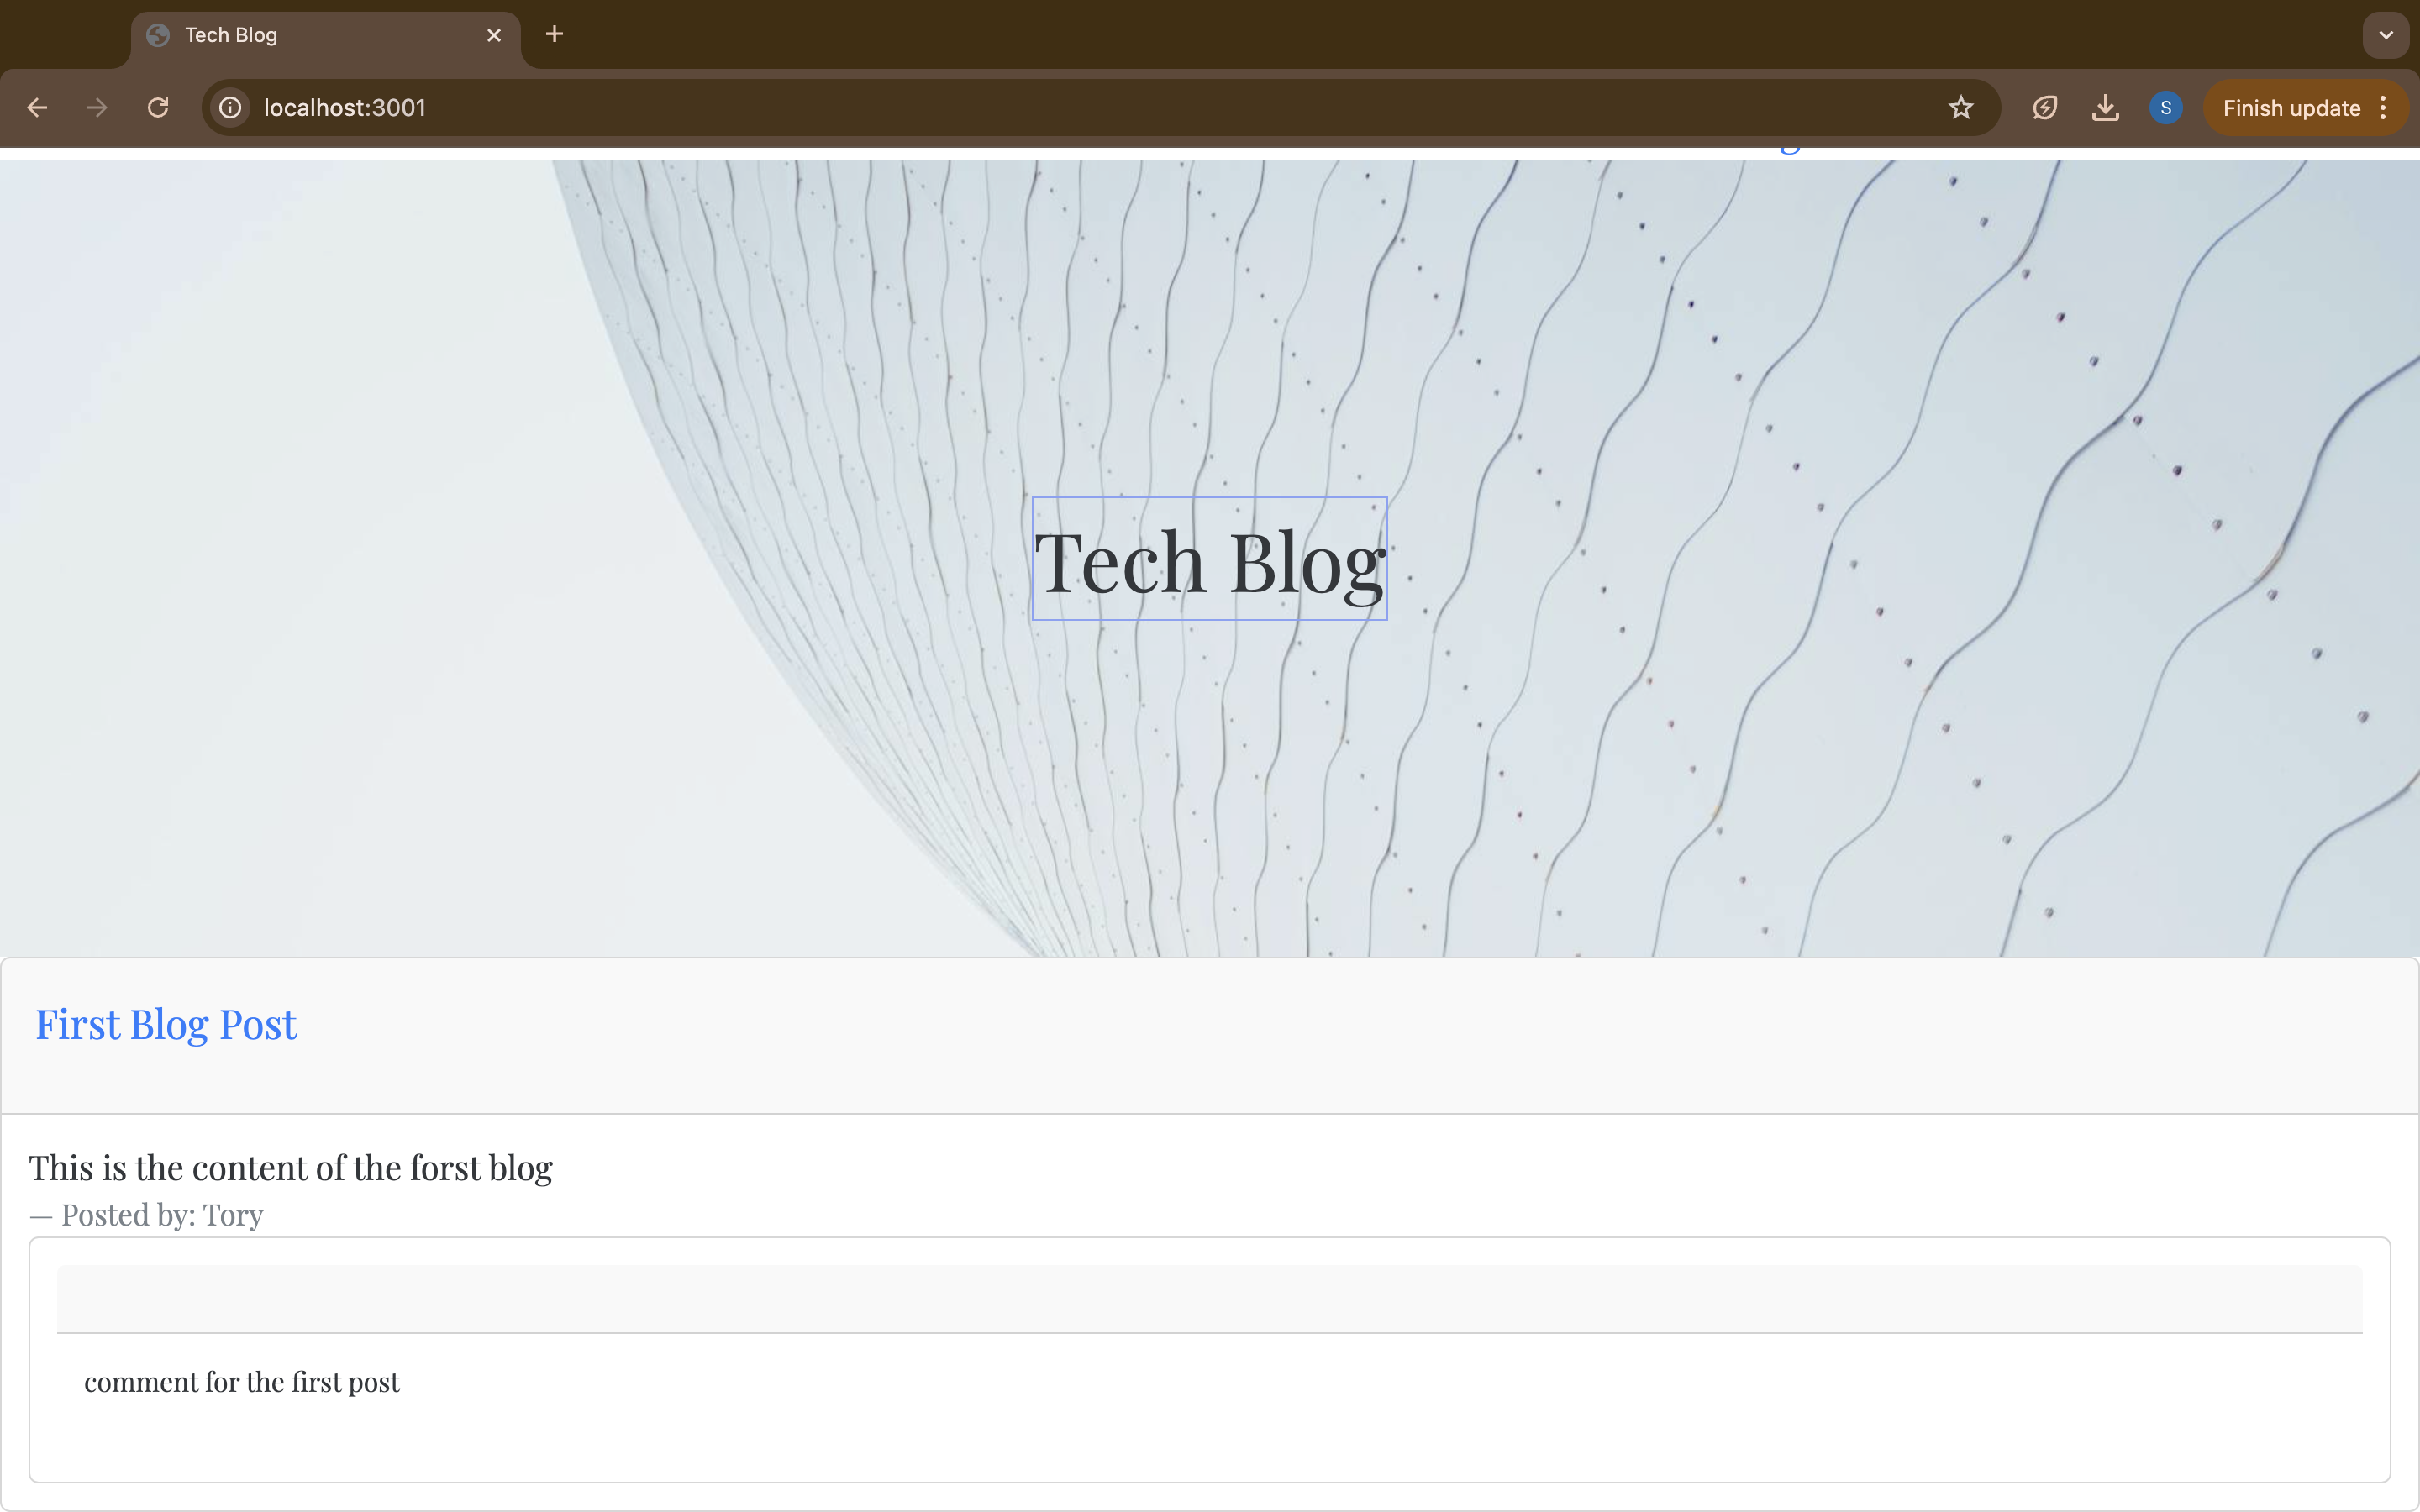 Tech Blog
localhost:3001
S
Finish update
Tech Blog
First Blog Post
This is the content of the forst blog
— Posted by: Tory
comment for the first post